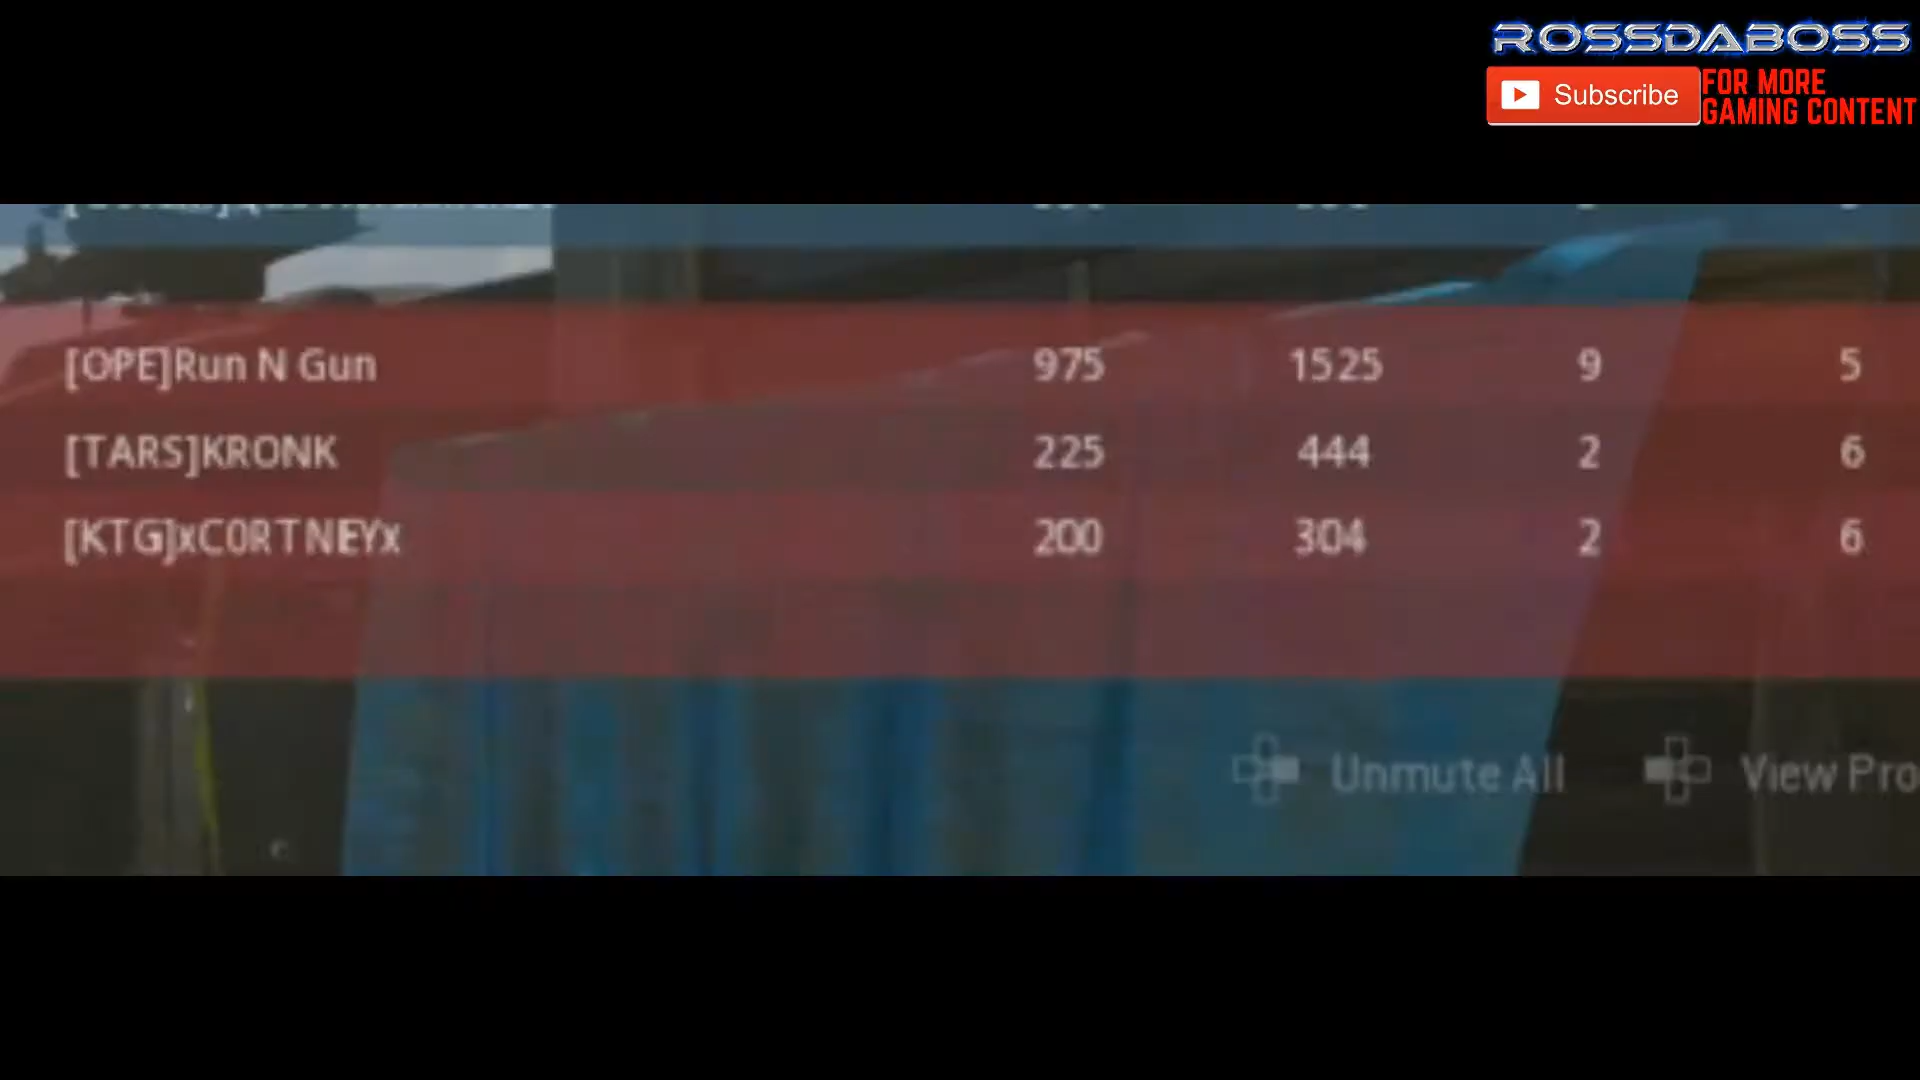 ROSSDABOSS
Subscribe FOR MORE
GAMING CONTENT
[OPE]Run N Gun 975 1525 9 5
[TARS]KRONK 225 444 2 6
[KTG]xC0RTNEYx 200 304 2 6
Unmute All View Pro